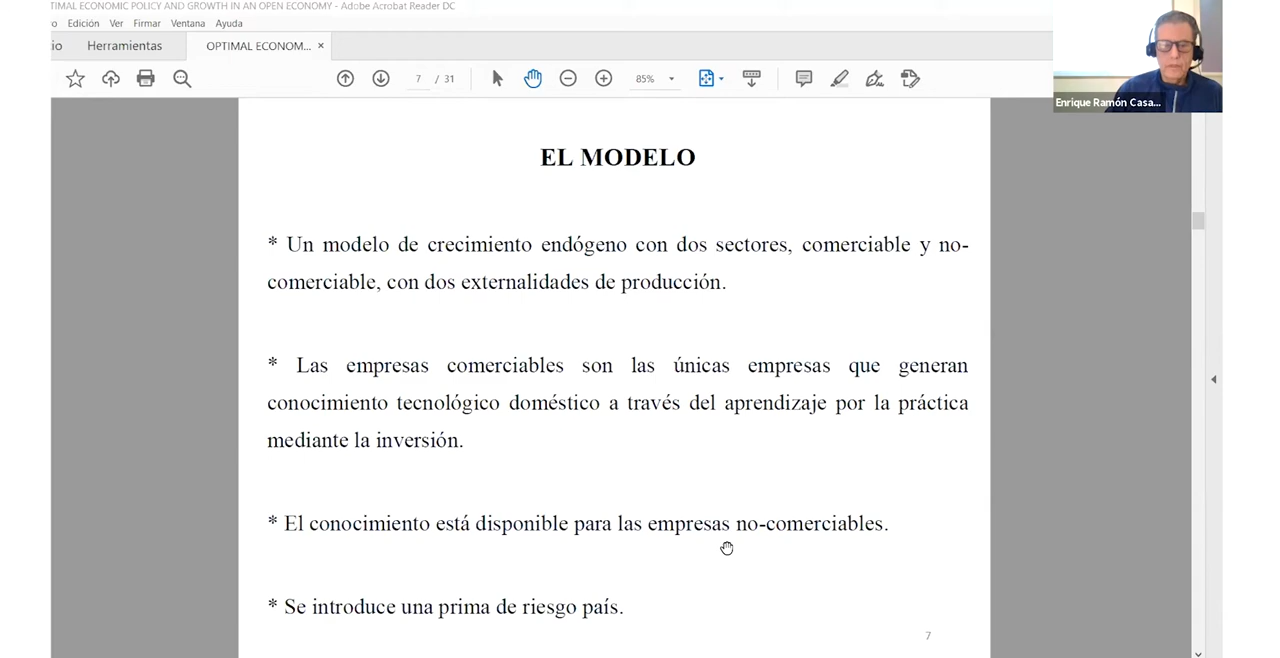 TIMAL ECONOMIC POLICY AND GROWTH IN AN OPEN ECONOMY - Adobe Acrobat Reader DC
o Edición Ver Firmar Ventana Ayuda
io Herramientas OPTIMAL ECONOM... ×
7 / 31 85%
Enrique Ramón Casa...
EL MODELO
* Un modelo de crecimiento endógeno con dos sectores, comerciable y no-
comerciable, con dos externalidades de producción.
* Las empresas comerciables son las únicas empresas que generan
conocimiento tecnológico doméstico a través del aprendizaje por la práctica
mediante la inversión.
* El conocimiento está disponible para las empresas no-comerciables.
* Se introduce una prima de riesgo país.
7